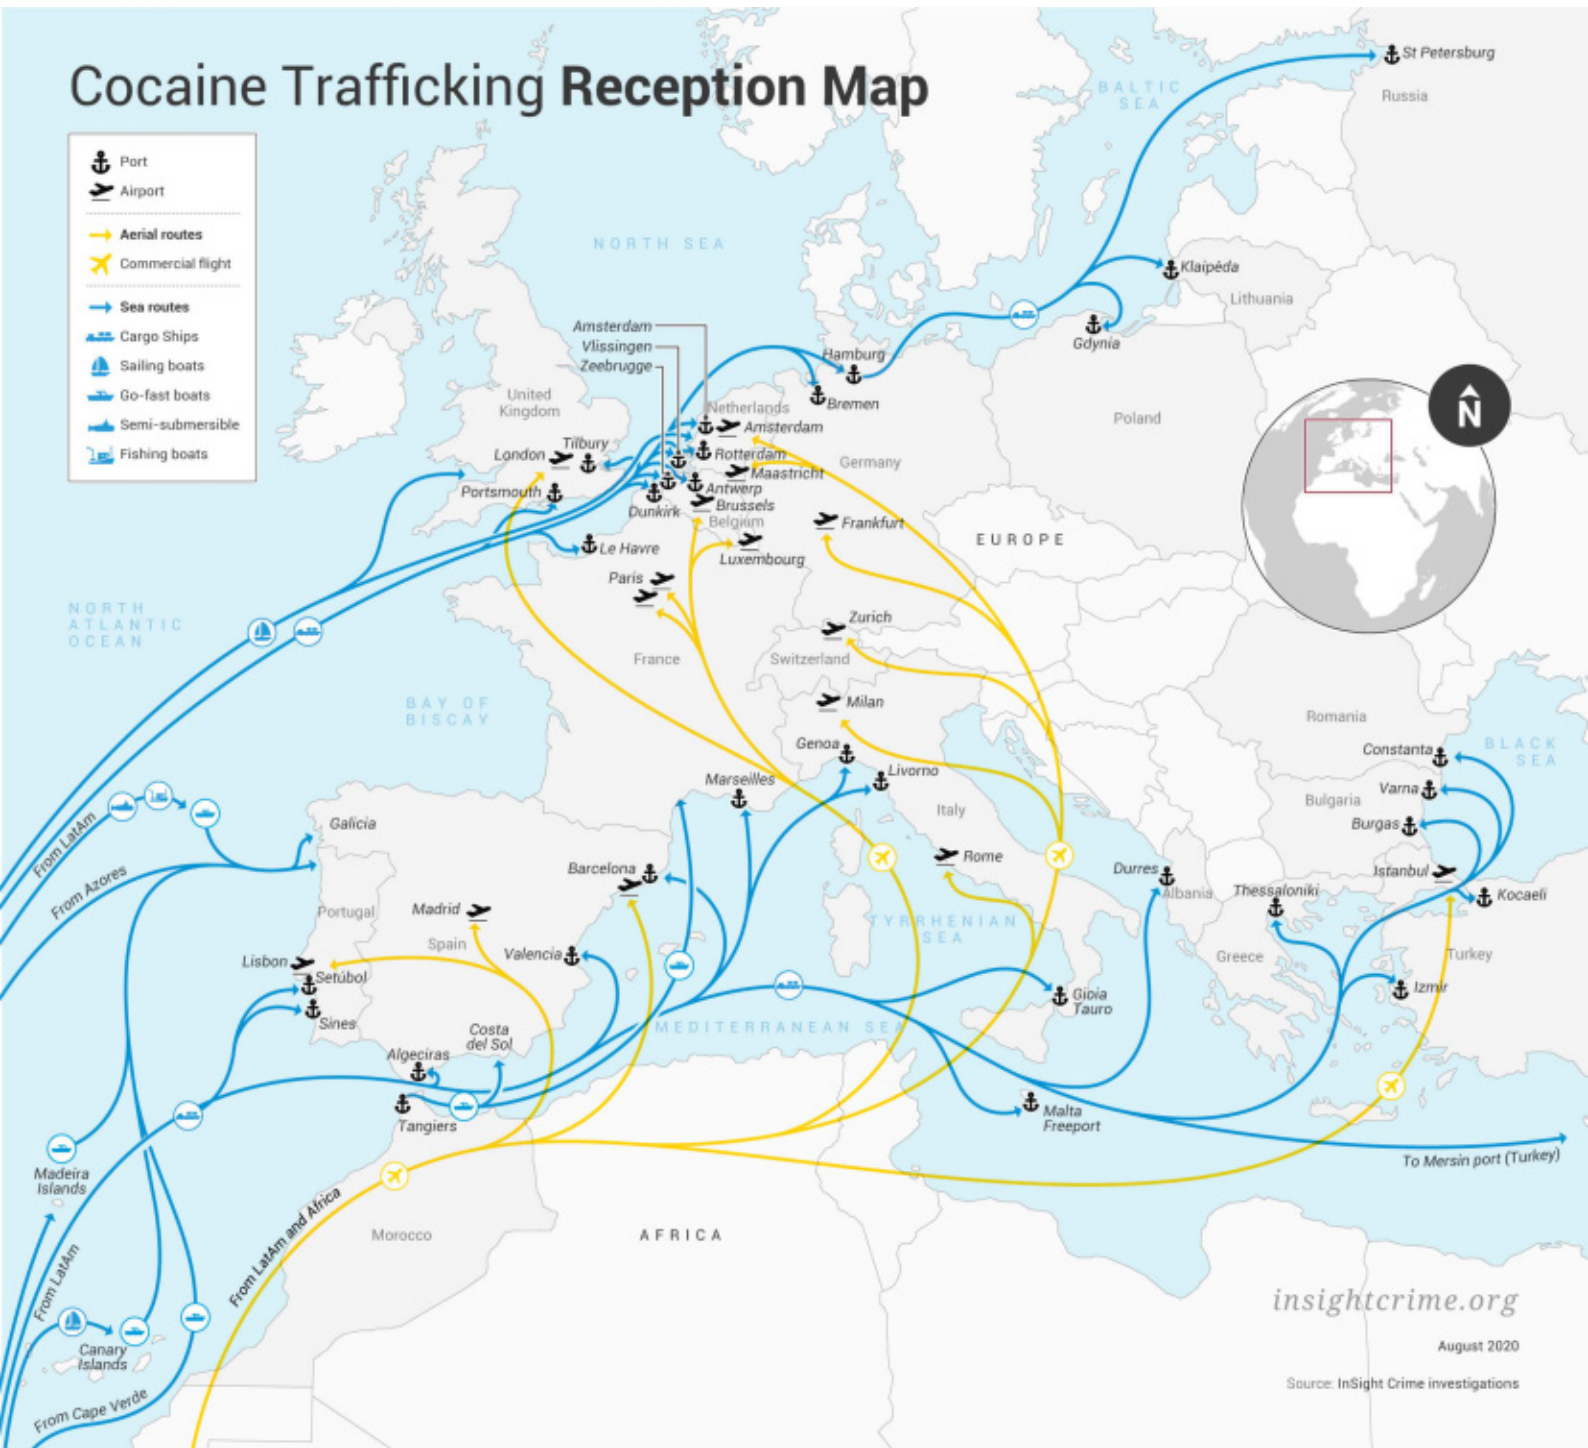 Cocaine Trafficking Reception Map
Port
Airport
Aerial routes
Commercial flight
Sea routes
Cargo Ships
Sailing boats
Go-fast boats
Semi-submersible
Fishing boats
St Petersburg
Russia
BALTIC
SEA
NORTH SEA
Klaipėda
Lithuania
Gdynia
Amsterdam
Vlissingen
Zeebrugge
Hamburg
Bremen
United
Kingdom
Netherlands
Poland
N
Amsterdam
Tilbury
London
Rotterdam
Germany
Maastricht
Portsmouth
Antwerp
Dunkirk
Brussels
Belgium
Frankfurt
EUROPE
Le Havre
Luxembourg
Paris
NORTH
ATLANTIC
OCEAN
Zurich
France
Switzerland
BAY OF
BISCAY
Milan
Romania
Genoa
Constanta
BLACK
SEA
Livorno
Marseilles
Varna
Bulgaria
Italy
Burgas
Galicia
From LatAm
Rome
Barcelona
Durres
Albania
Istanbul
Kocaeli
Thessaloniki
From Azores
Portugal
Madrid
TYRRHENIAN
SEA
Spain
Valencia
Greece
Turkey
Lisbon
Setúbol
Izmir
Gioia
Tauro
Sines
MEDITERRANEAN SEA
Costa
del Sol
Algeciras
Malta
Freeport
Tangiers
To Mersin port (Turkey)
Madeira
Islands
From LatAm and Africa
Morocco
AFRICA
From LatAm
Canary
Islands
From Cape Verde
insightcrime.org
August 2020
Source: InSight Crime investigations